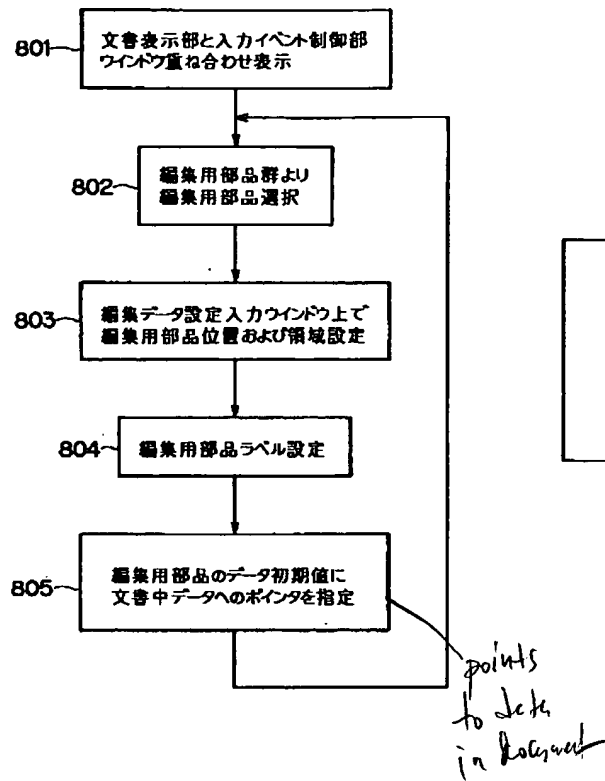 801
文書表示部と入力イベント制御部
ウインドウ重ね合わせ表示
802
編集用部品群より
編集用部品選択
803
編集データ設定入力ウインドウ上で
編集用部品位置および領域設定
804
編集用部品ラベル設定
805
編集用部品のデータ初期値に
文書中データへのポインタを指定
points
to data
in document